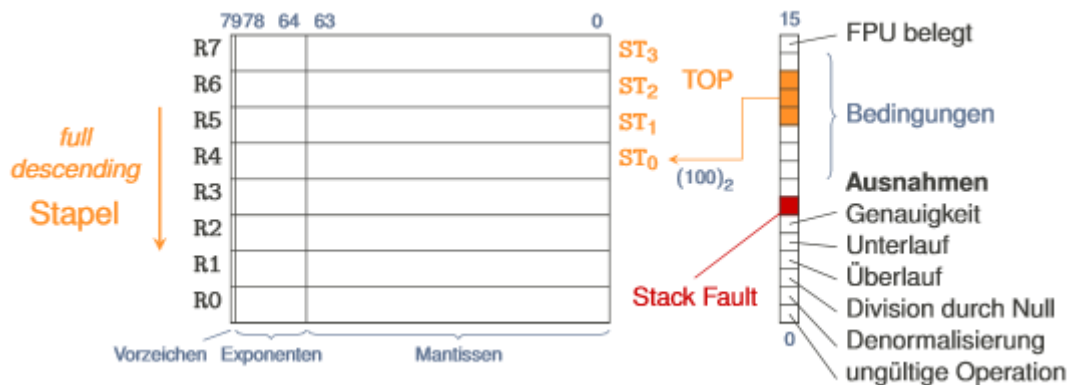 79 78 64 63 0
15
R7
R6
R5
R4
R3
R2
R1
R0
full
descending
Stapel
ST3
ST2
ST1
ST0
TOP
(100)2
Stack Fault
FPU belegt
Bedingungen
Ausnahmen
Genauigkeit
Unterlauf
Überlauf
Division durch Null
Denormalisierung
ungültige Operation
0
Vorzeichen Exponenten Mantissen